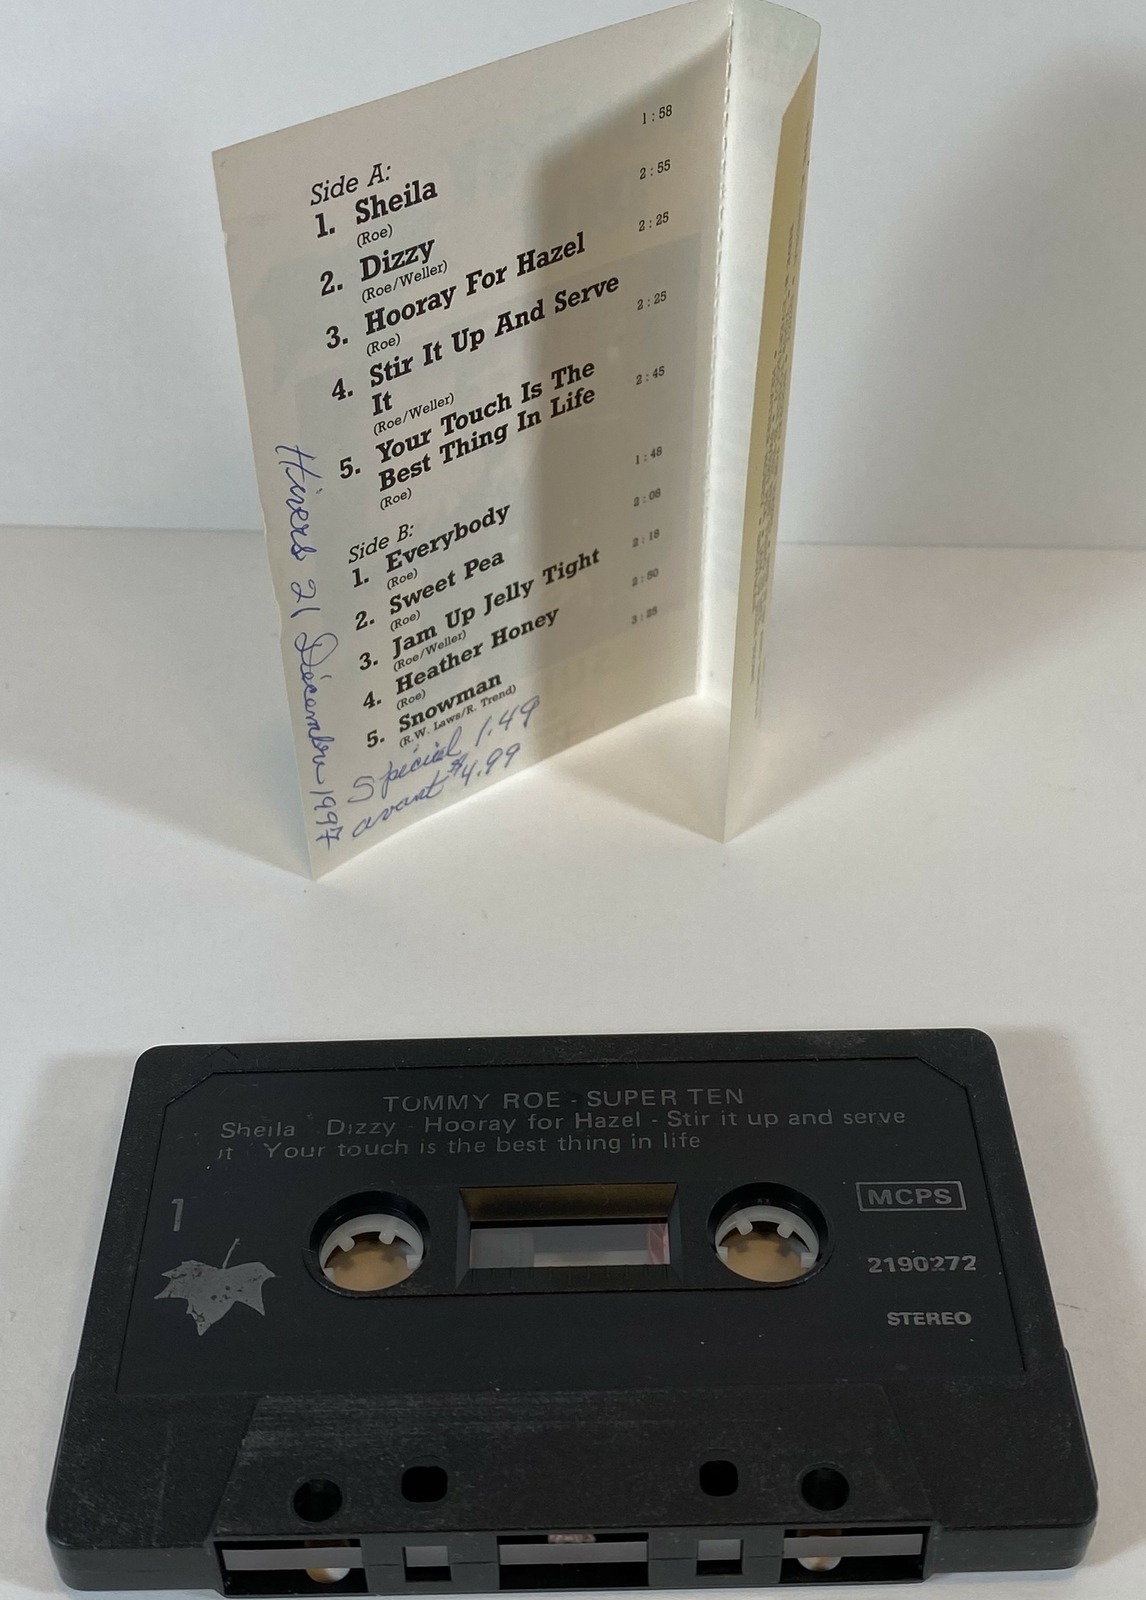 Side A:
1. Sheila 1:58
(Roe)
2. Dizzy 2:55
(Roe/Weller)
3. Hooray For Hazel 2:25
(Roe)
4. Stir It Up And Serve 2:25
It
(Roe/Weller)
5. Your Touch Is The 2:45
Best Thing In Life
(Roe)
Side B:
1. Everybody 1:48
(Roe)
2. Sweet Pea 2:08
(Roe)
3. Jam Up Jelly Tight 2:18
(Roe/Weller)
4. Heather Honey 2:50
(Roe)
5. Snowman 3:25
(R.W. Laws/R. Trend)
Spécial 1.49
avant $4.99
21 Décembre 1997
TOMMY ROE - SUPER TEN
Sheila - Dizzy - Hooray for Hazel - Stir it up and serve
it - Your touch is the best thing in life
1
MCPS
2190272
STEREO